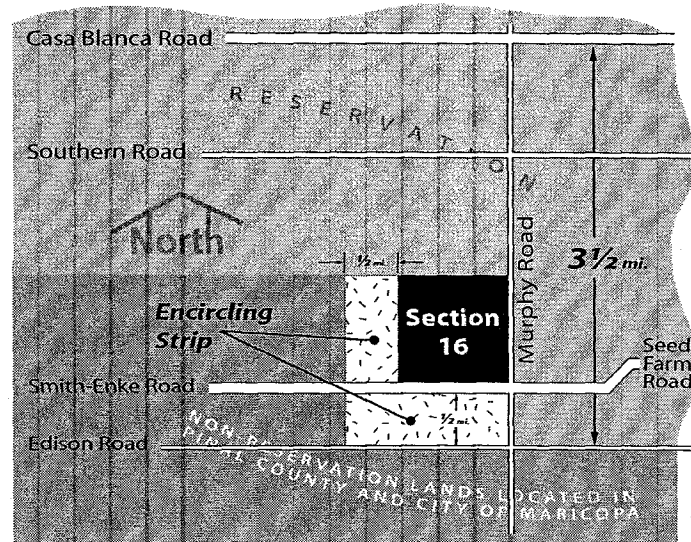 Casa Blanca Road
RESERVATION
Southern Road
North
½ mi.
Murphy Road
3½ mi.
Encircling
Strip
Section
16
Seed
Farm
Road
Smith-Enke Road
½ mi.
Edison Road
NON-RESERVATION LANDS LOCATED IN
PINAL COUNTY AND CITY OF MARICOPA